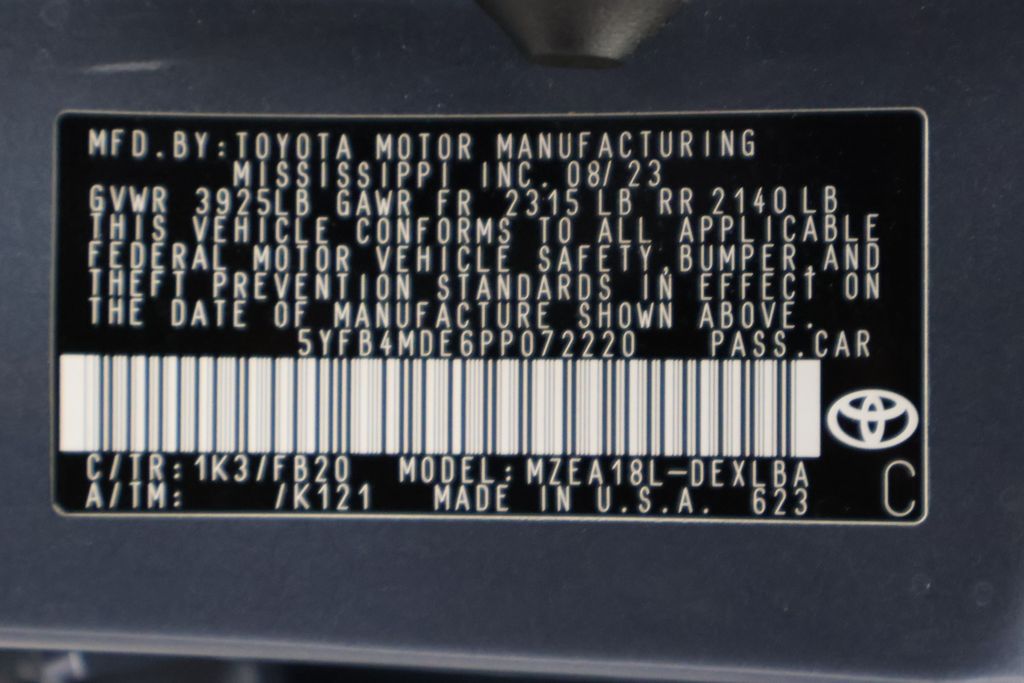 MFD.BY:TOYOTA MOTOR MANUFACTURING
MISSISSIPPI INC. 08/23
GVWR 3925LB GAWR FR 2315 LB RR 2140 LB
THIS VEHICLE CONFORMS TO ALL APPLICABLE
FEDERAL MOTOR VEHICLE SAFETY,BUMPER,AND
THEFT PREVENTION STANDARDS IN EFFECT ON
THE DATE OF MANUFACTURE SHOWN ABOVE.
5YFB4MDE6PP072220 PASS.CAR
C/TR:1K3/FB20 MODEL:MZEA18L-DEXLBA
A/TM: /K121 MADE IN U.S.A. 623
C